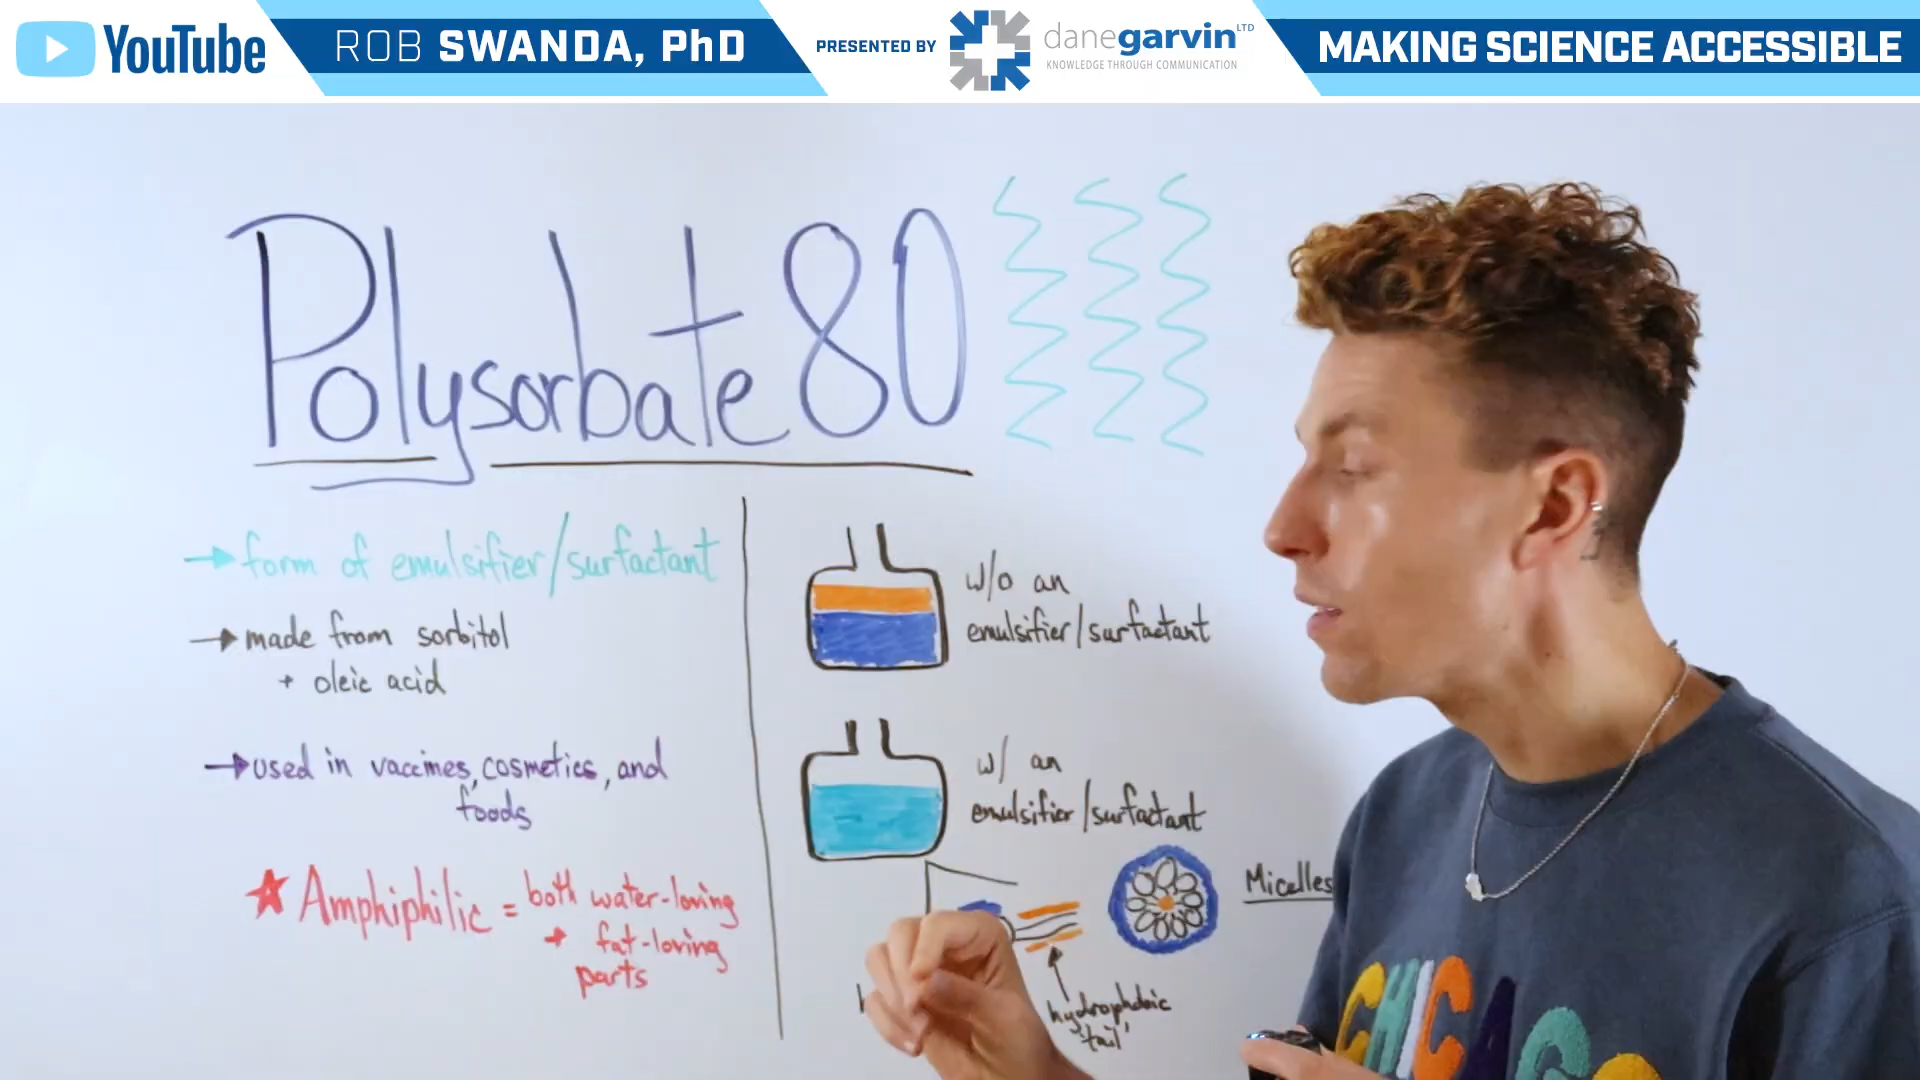 YouTube
ROB SWANDA, PhD
PRESENTED BY
danegarvin LTD
KNOWLEDGE THROUGH COMMUNICATION
MAKING SCIENCE ACCESSIBLE
Polysorbate 80
form of emulsifier/surfactant
made from sorbitol
+ oleic acid
used in vaccines, cosmetics, and
foods
Amphiphilic = both water-loving
+ fat-loving
parts
w/o an
emulsifier/surfactant
w/ an
emulsifier/surfactant
Micelles
hydrophobic
'tail'
CHICAGO